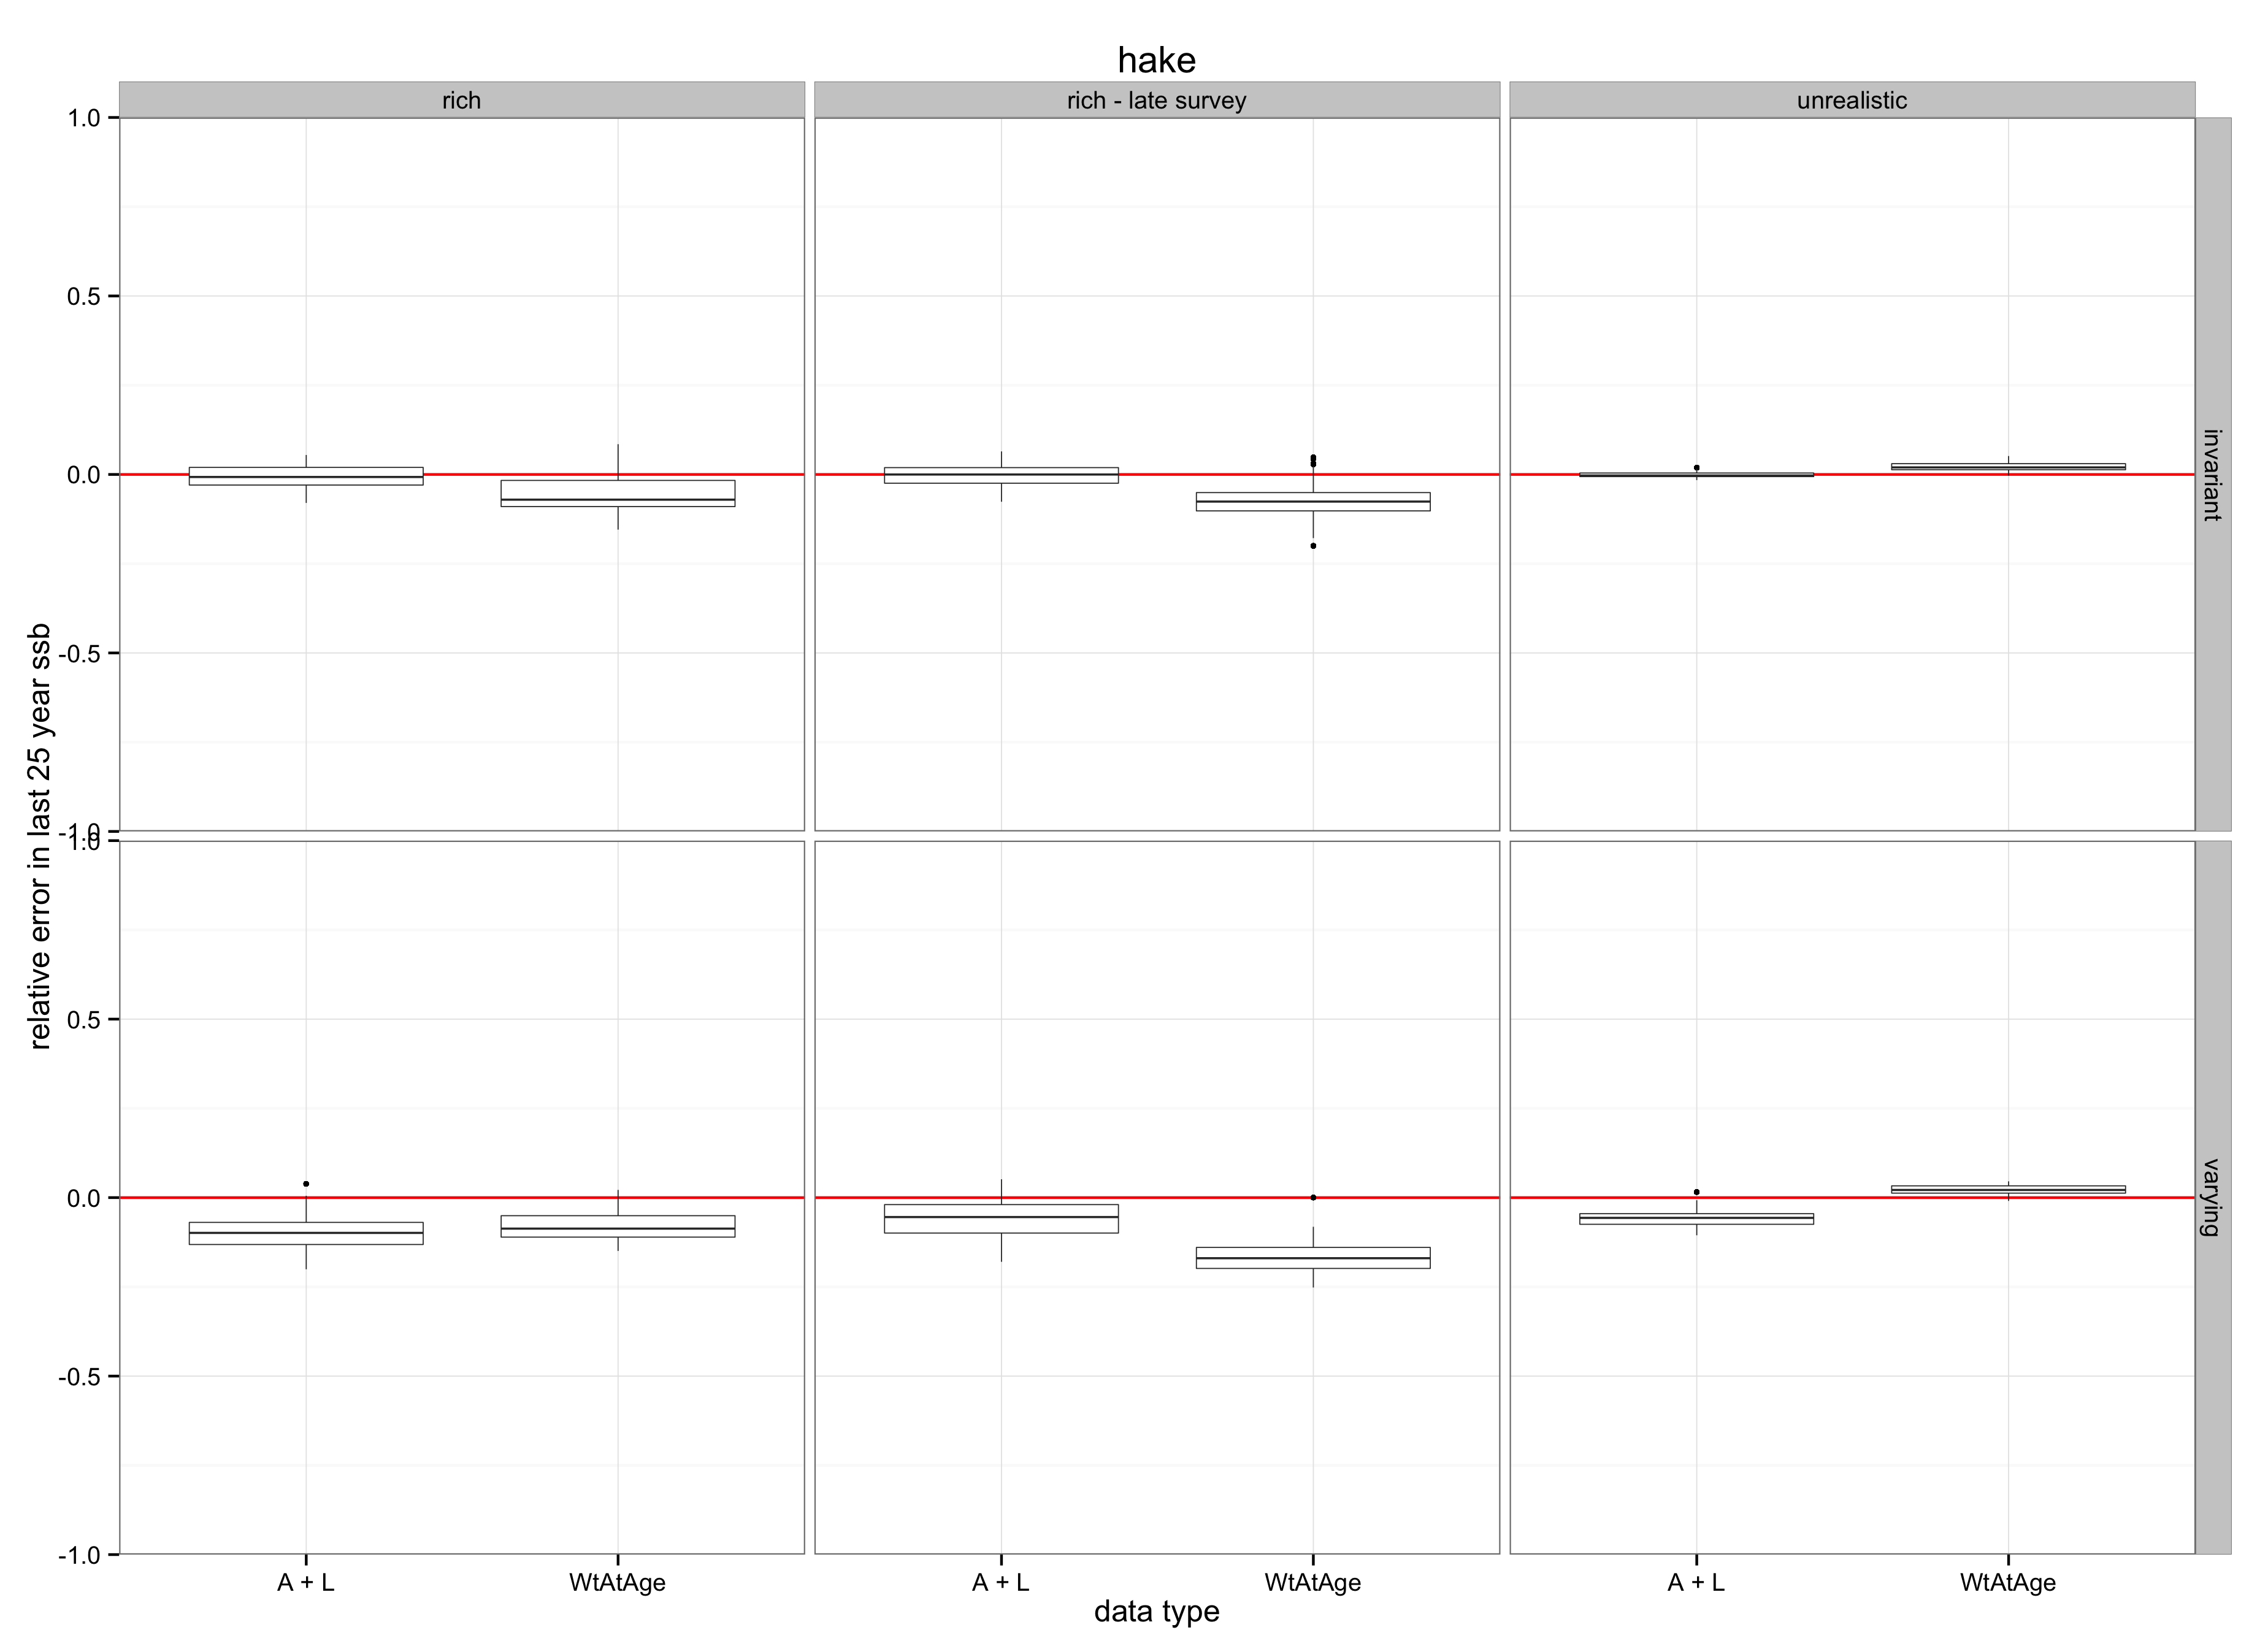 hake
rich
rich - late survey
unrealistic
1.0
0.5
0.0
-0.5
-1.0
invariant
relative error in last 25 year ssb
1.0
0.5
0.0
-0.5
-1.0
varying
A + L
WtAtAge
A + L
WtAtAge
A + L
WtAtAge
data type